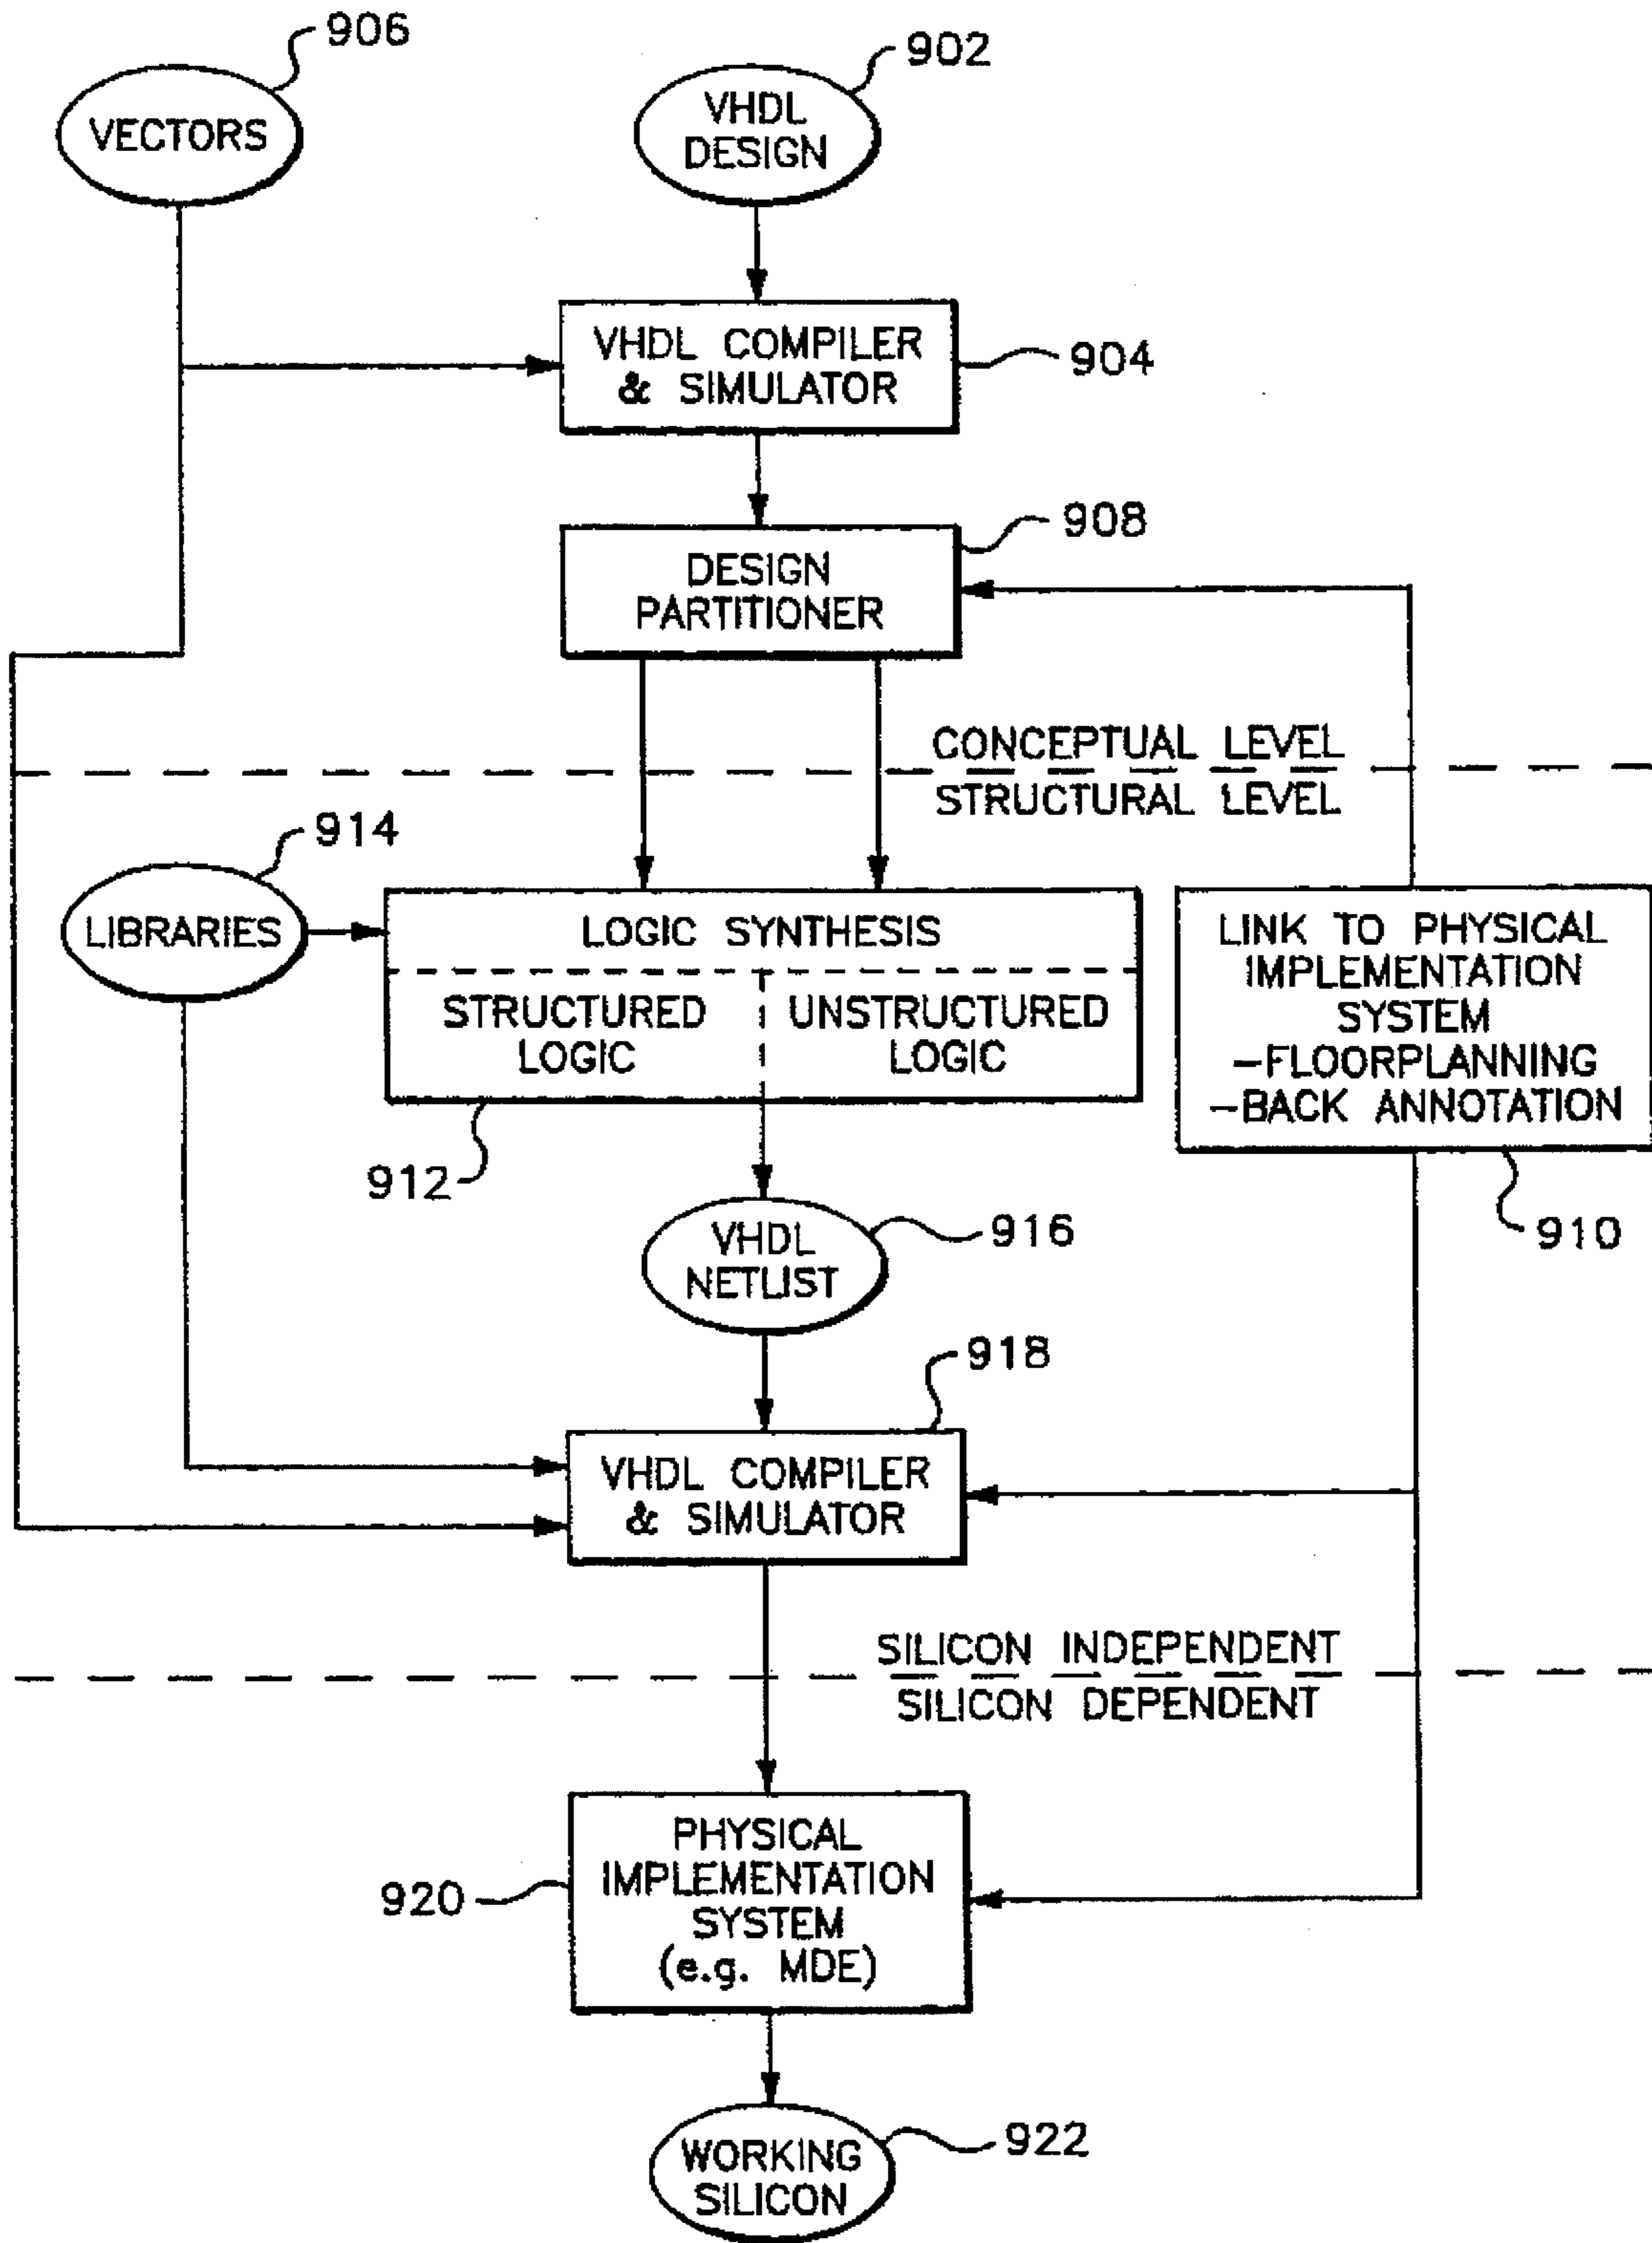 906
902
VECTORS
VHDL
DESIGN
VHDL COMPILER
& SIMULATOR
904
908
DESIGN
PARTITIONER
CONCEPTUAL LEVEL
STRUCTURAL LEVEL
914
LIBRARIES
LOGIC SYNTHESIS
STRUCTURED
LOGIC
UNSTRUCTURED
LOGIC
LINK TO PHYSICAL
IMPLEMENTATION
SYSTEM
-FLOORPLANNING
-BACK ANNOTATION
912
910
VHDL
NETLIST
916
918
VHDL COMPILER
& SIMULATOR
SILICON INDEPENDENT
SILICON DEPENDENT
PHYSICAL
IMPLEMENTATION
SYSTEM
(e.g. MDE)
920
WORKING
SILICON
922